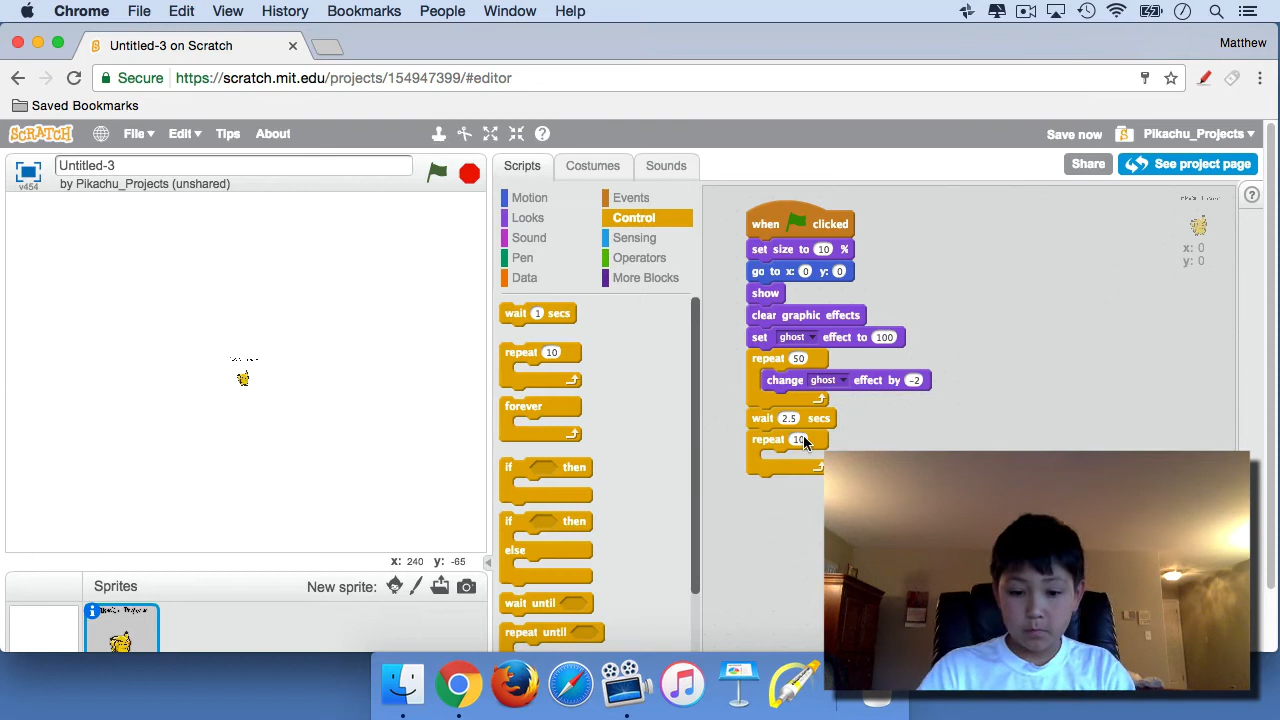 Chrome File Edit View History Bookmarks People Window Help
Untitled-3 on Scratch
Matthew
Secure https://scratch.mit.edu/projects/154947399/#editor
Saved Bookmarks
SCRATCH File Edit Tips About Save now Pikachu_Projects
Untitled-3
by Pikachu_Projects (unshared)
v454
Scripts Costumes Sounds
Share See project page
Motion Events
Looks Control
Sound Sensing
Pen Operators
Data More Blocks
wait 1 secs
repeat 10
forever
if then
if then
else
wait until
repeat until
when clicked
set size to 10 %
go to x: 0 y: 0
show
clear graphic effects
set ghost effect to 100
repeat 50
change ghost effect by -2
wait 2.5 secs
repeat 10
x: 0
y: 0
x: 240 y: -65
Sprites New sprite: